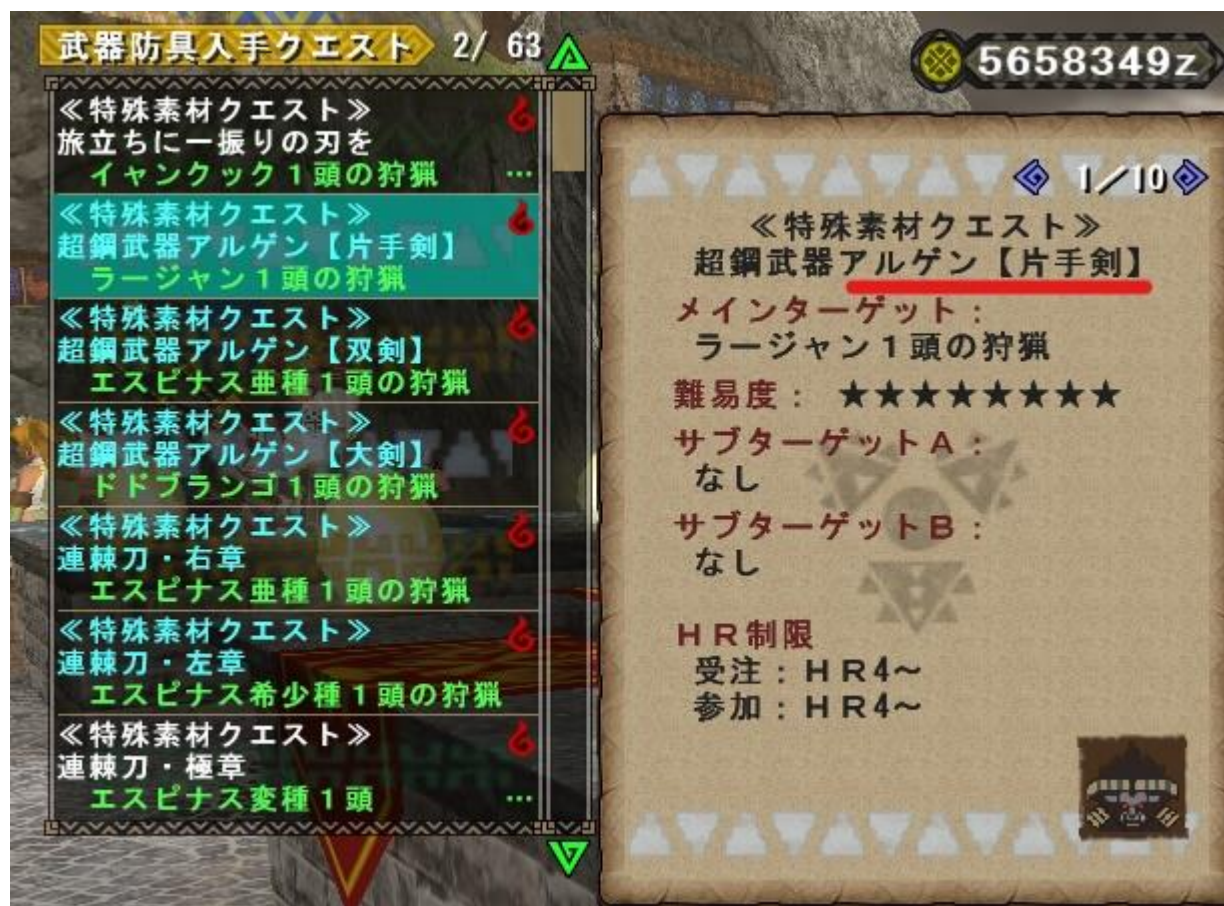 武器防具入手クエスト 2/ 63
5658349z
≪特殊素材クエスト≫
旅立ちに一振りの刃を
イャンクック1頭の狩猟 …
≪特殊素材クエスト≫
超鋼武器アルゲン【片手剣】
ラージャン1頭の狩猟
≪特殊素材クエスト≫
超鋼武器アルゲン【双剣】
エスピナス亜種1頭の狩猟
≪特殊素材クエスト≫
超鋼武器アルゲン【大剣】
ドドブランゴ1頭の狩猟
≪特殊素材クエスト≫
連棘刀・右章
エスピナス亜種1頭の狩猟
≪特殊素材クエスト≫
連棘刀・左章
エスピナス希少種1頭の狩猟
≪特殊素材クエスト≫
連棘刀・極章
エスピナス変種1頭 …
1/10
≪特殊素材クエスト≫
超鋼武器アルゲン【片手剣】
メインターゲット:
ラージャン1頭の狩猟
難易度: ★★★★★★★★
サブターゲットA:
なし
サブターゲットB:
なし
HR制限
受注:HR4~
参加:HR4~